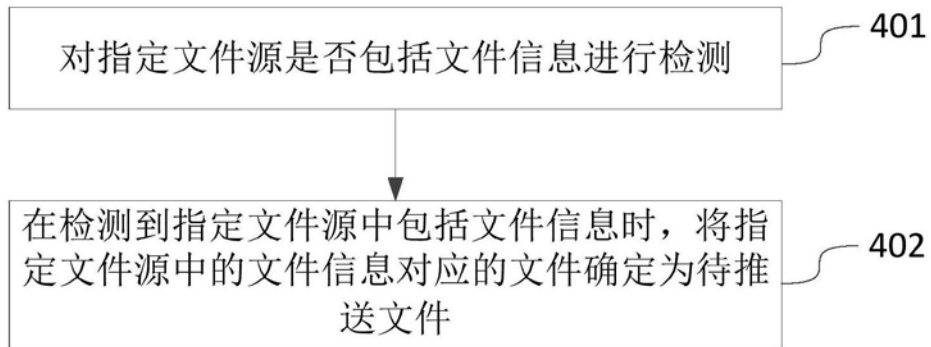 对指定文件源是否包括文件信息进行检测
401
在检测到指定文件源中包括文件信息时，将指
定文件源中的文件信息对应的文件确定为待推
送文件
402